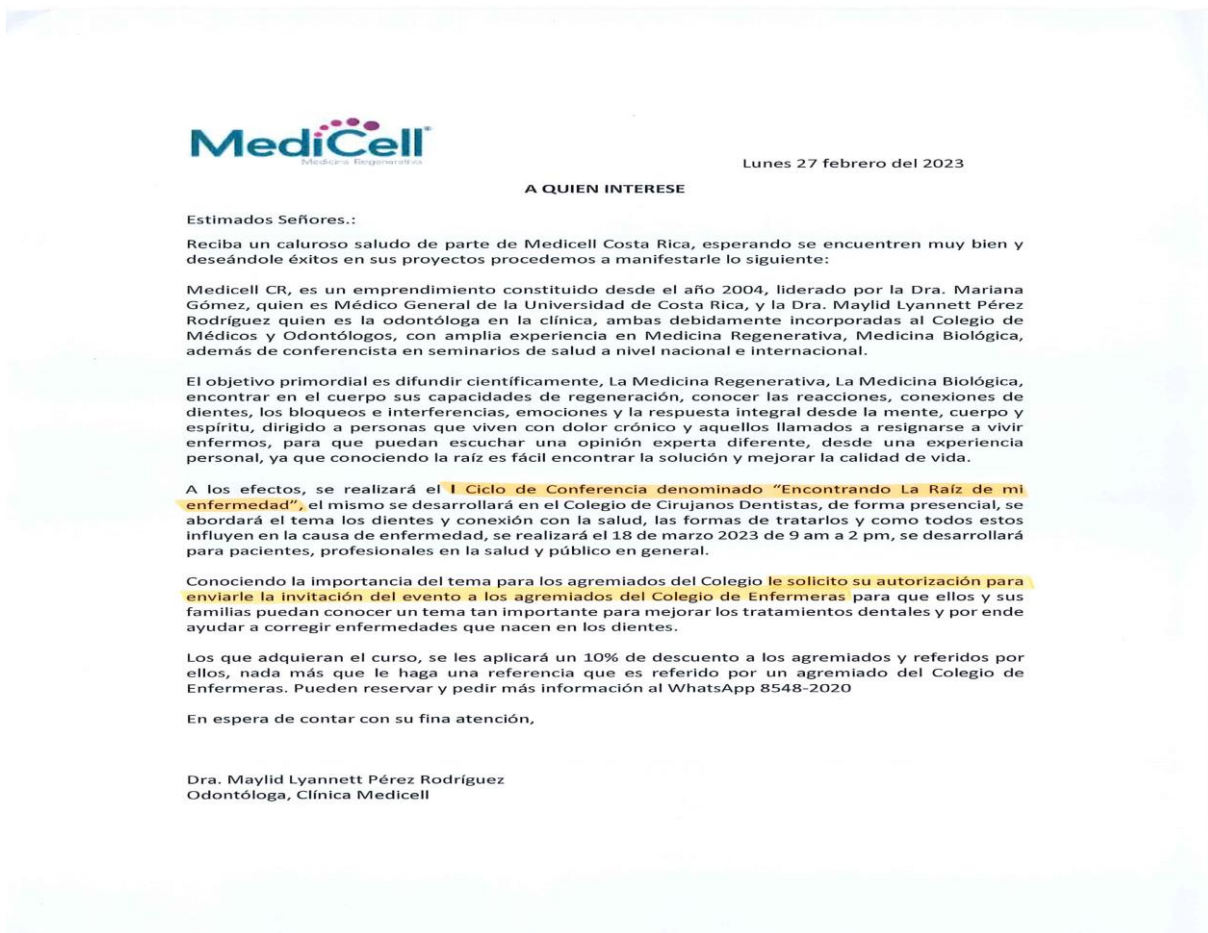 MediCell
Medicina Regenerativa
Lunes 27 febrero del 2023
A QUIEN INTERESE
Estimados Señores.:
Reciba un caluroso saludo de parte de Medicell Costa Rica, esperando se encuentren muy bien y
deseándole éxitos en sus proyectos procedemos a manifestarle lo siguiente:
Medicell CR, es un emprendimiento constituido desde el año 2004, liderado por la Dra. Mariana
Gómez, quien es Médico General de la Universidad de Costa Rica, y la Dra. Maylid Lyannett Pérez
Rodríguez quien es la odontóloga en la clínica, ambas debidamente incorporadas al Colegio de
Médicos y Odontólogos, con amplia experiencia en Medicina Regenerativa, Medicina Biológica,
además de conferencista en seminarios de salud a nivel nacional e internacional.
El objetivo primordial es difundir científicamente, La Medicina Regenerativa, La Medicina Biológica,
encontrar en el cuerpo sus capacidades de regeneración, conocer las reacciones, conexiones de
dientes, los bloqueos e interferencias, emociones y la respuesta integral desde la mente, cuerpo y
espíritu, dirigido a personas que viven con dolor crónico y aquellos llamados a resignarse a vivir
enfermos, para que puedan escuchar una opinión experta diferente, desde una experiencia
personal, ya que conociendo la raíz es fácil encontrar la solución y mejorar la calidad de vida.
A los efectos, se realizará el I Ciclo de Conferencia denominado "Encontrando La Raíz de mi
enfermedad", el mismo se desarrollará en el Colegio de Cirujanos Dentistas, de forma presencial, se
abordará el tema los dientes y conexión con la salud, las formas de tratarlos y como todos estos
influyen en la causa de enfermedad, se realizará el 18 de marzo 2023 de 9 am a 2 pm, se desarrollará
para pacientes, profesionales en la salud y público en general.
Conociendo la importancia del tema para los agremiados del Colegio le solicito su autorización para
enviarle la invitación del evento a los agremiados del Colegio de Enfermeras para que ellos y sus
familias puedan conocer un tema tan importante para mejorar los tratamientos dentales y por ende
ayudar a corregir enfermedades que nacen en los dientes.
Los que adquieran el curso, se les aplicará un 10% de descuento a los agremiados y referidos por
ellos, nada más que le haga una referencia que es referido por un agremiado del Colegio de
Enfermeras. Pueden reservar y pedir más información al WhatsApp 8548-2020
En espera de contar con su fina atención,
Dra. Maylid Lyannett Pérez Rodríguez
Odontóloga, Clínica Medicell